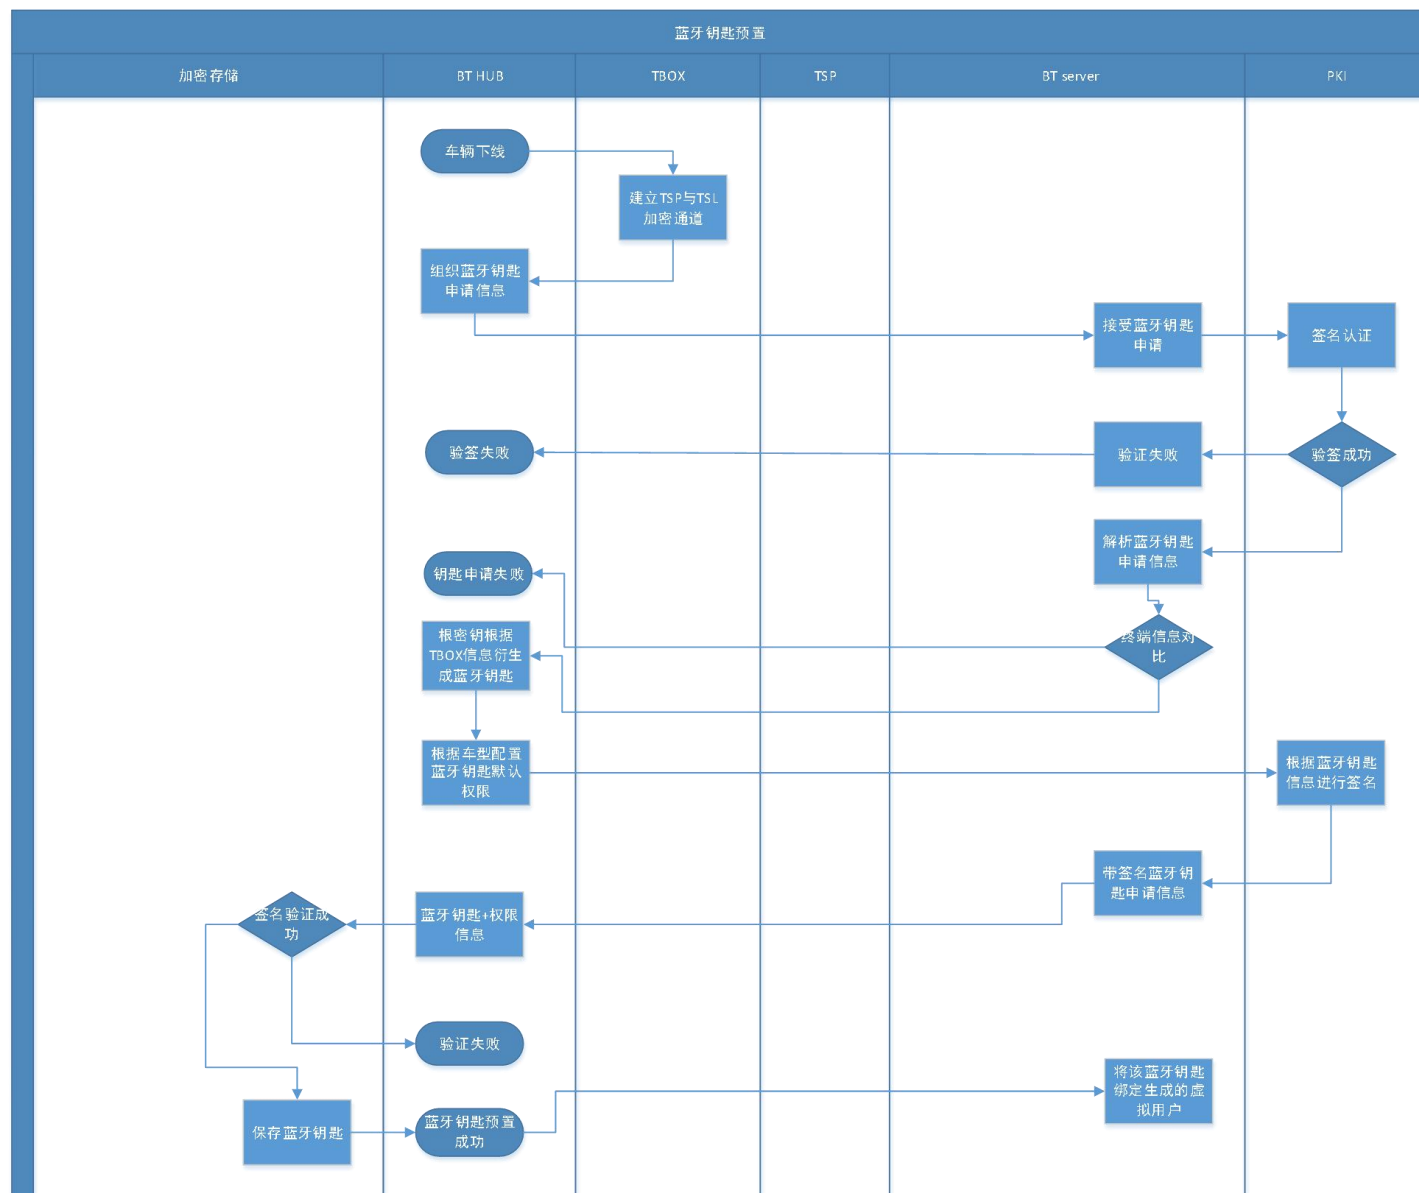 蓝牙钥匙预置
加密存储
BT HUB
TBOX
TSP
BT server
PKI
车辆下线
建立TSP与TSL
加密通道
组织蓝牙钥匙
申请信息
接受蓝牙钥匙
申请
签名认证
验签失败
验证失败
验签成功
解析蓝牙钥匙
申请信息
钥匙申请失败
终端信息对
比
根密钥根据
TBOX信息衍生
成蓝牙钥匙
根据车型配置
蓝牙钥匙默认
权限
根据蓝牙钥匙
信息进行签名
带签名蓝牙钥
匙申请信息
签名验证成
功
蓝牙钥匙+权限
信息
验证失败
将该蓝牙钥匙
绑定生成的虚
拟用户
保存蓝牙钥匙
蓝牙钥匙预置
成功